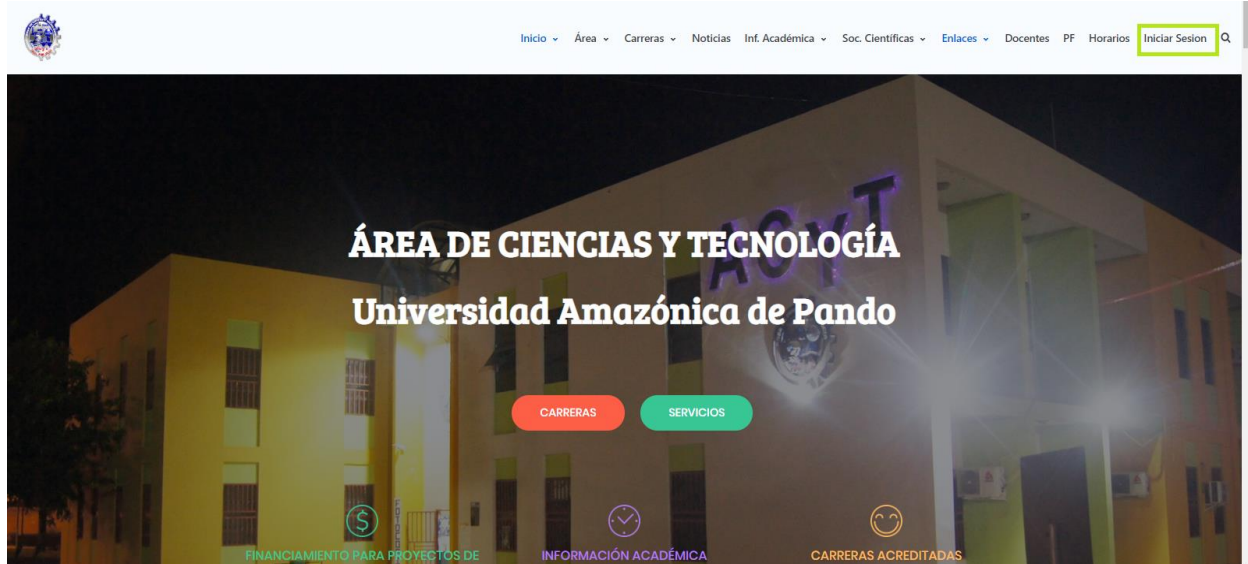 Inicio Área Carreras Noticias Inf. Académica Soc. Científicas Enlaces Docentes PF Horarios Iniciar Sesion
ACyT
ÁREA DE CIENCIAS Y TECNOLOGÍA
Universidad Amazónica de Pando
CARRERAS SERVICIOS
FINANCIAMIENTO PARA PROYECTOS DE INFORMACIÓN ACADÉMICA CARRERAS ACREDITADAS